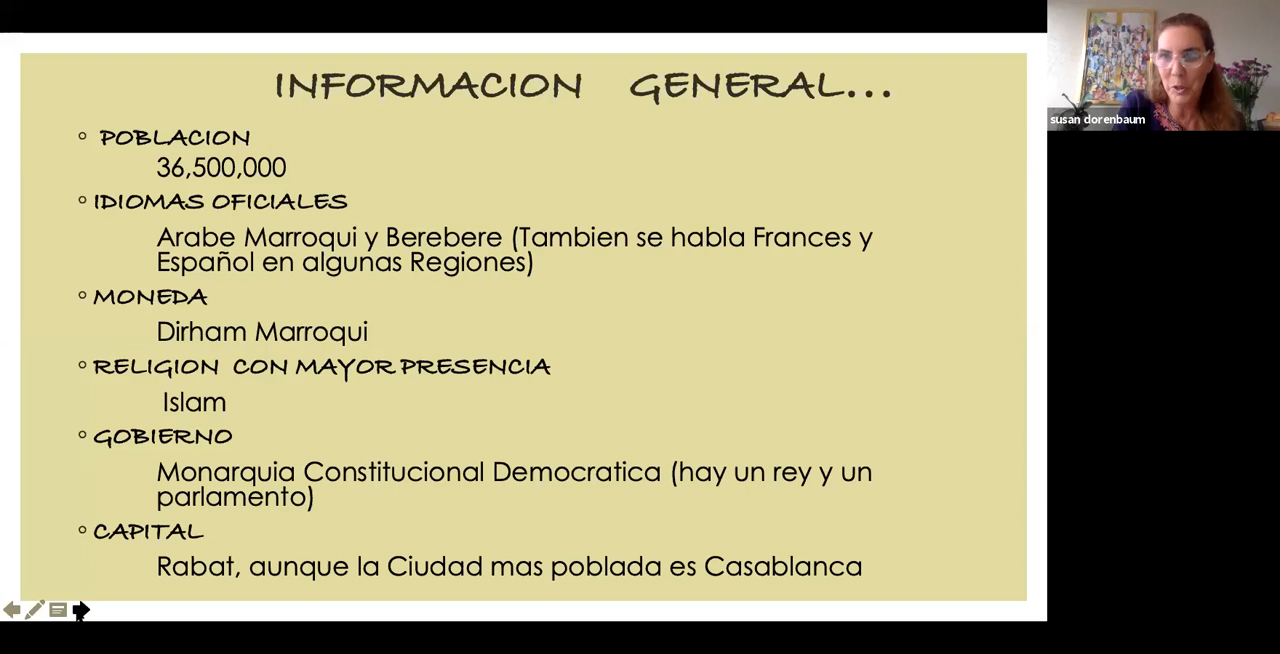 INFORMACION GENERAL...
POBLACION
36,500,000
IDIOMAS OFICIALES
Arabe Marroqui y Berebere (Tambien se habla Frances y
Español en algunas Regiones)
MONEDA
Dirham Marroqui
RELIGION CON MAYOR PRESENCIA
Islam
GOBIERNO
Monarquia Constitucional Democratica (hay un rey y un
parlamento)
CAPITAL
Rabat, aunque la Ciudad mas poblada es Casablanca
susan dorenbaum